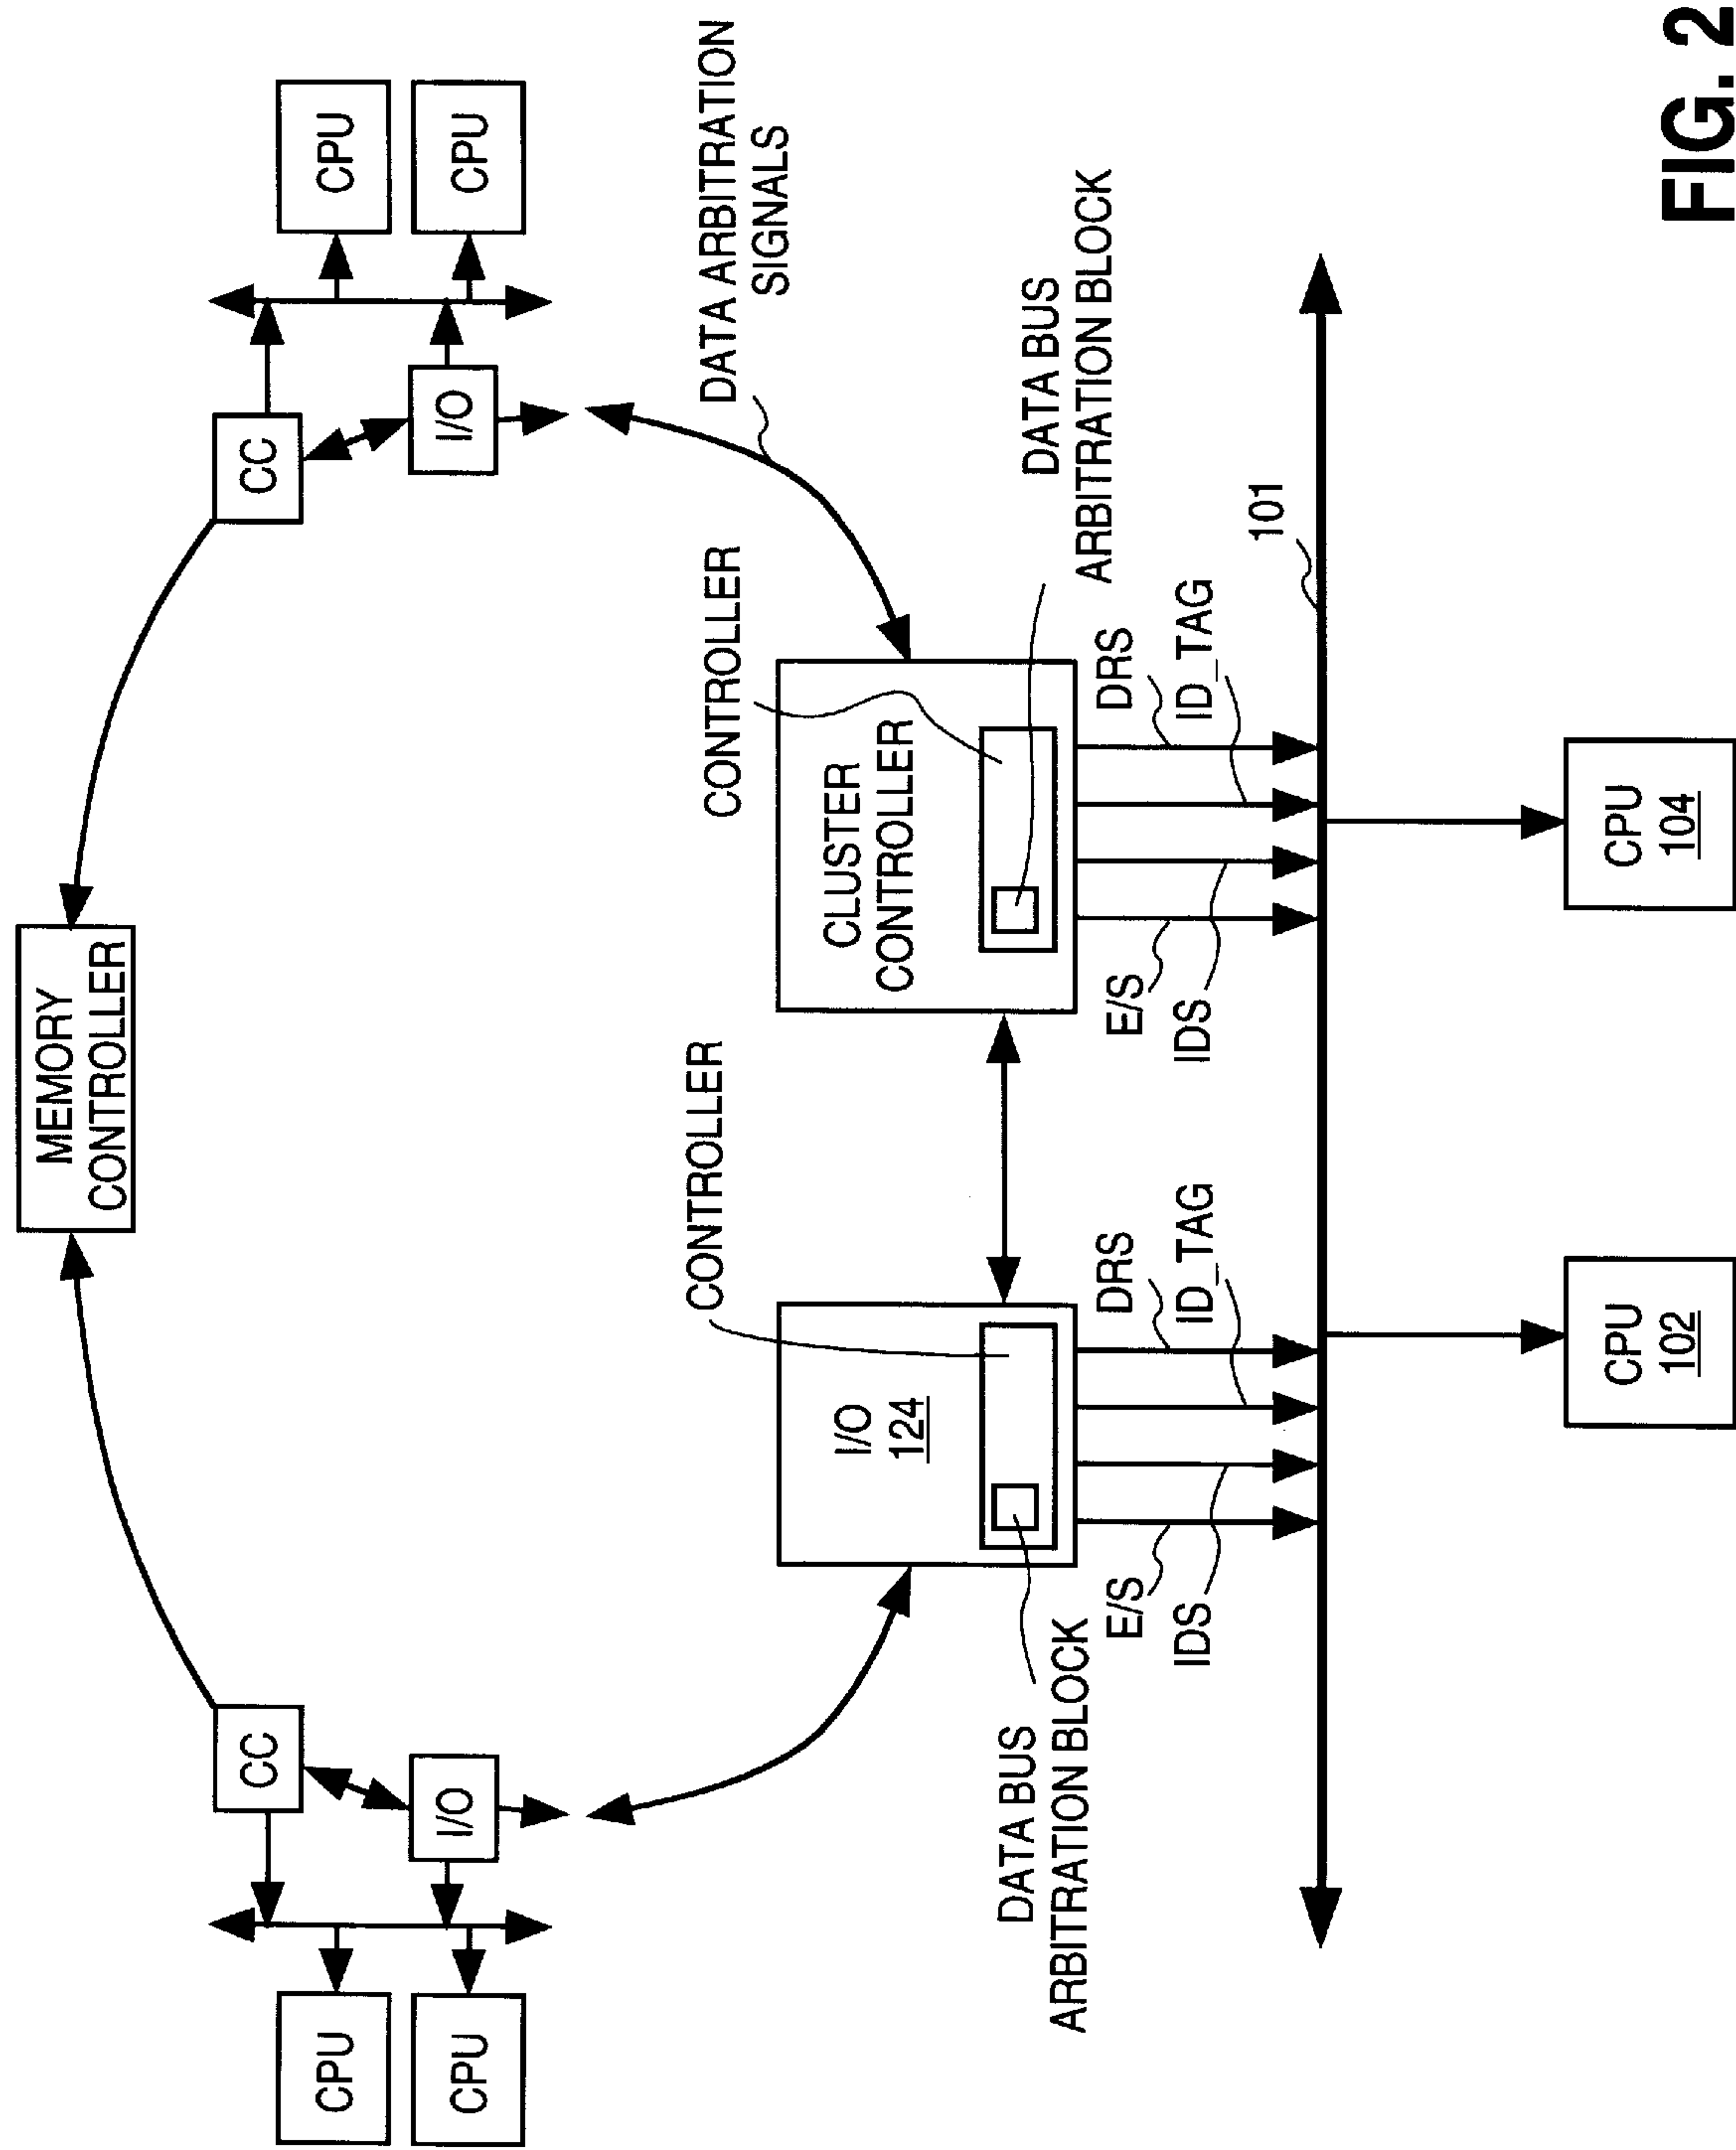 MEMORY
CONTROLLER
CC
CC
CPU
CPU
I/O
I/O
CPU
CPU
DATA ARBITRATION
SIGNALS
CONTROLLER
CONTROLLER
DATA BUS
ARBITRATION BLOCK
I/O
124
CLUSTER
CONTROLLER
DATA BUS
ARBITRATION BLOCK
E/S
IDS
DRS
ID_TAG
E/S
IDS
DRS
ID_TAG
101
CPU
102
CPU
104
FIG. 2